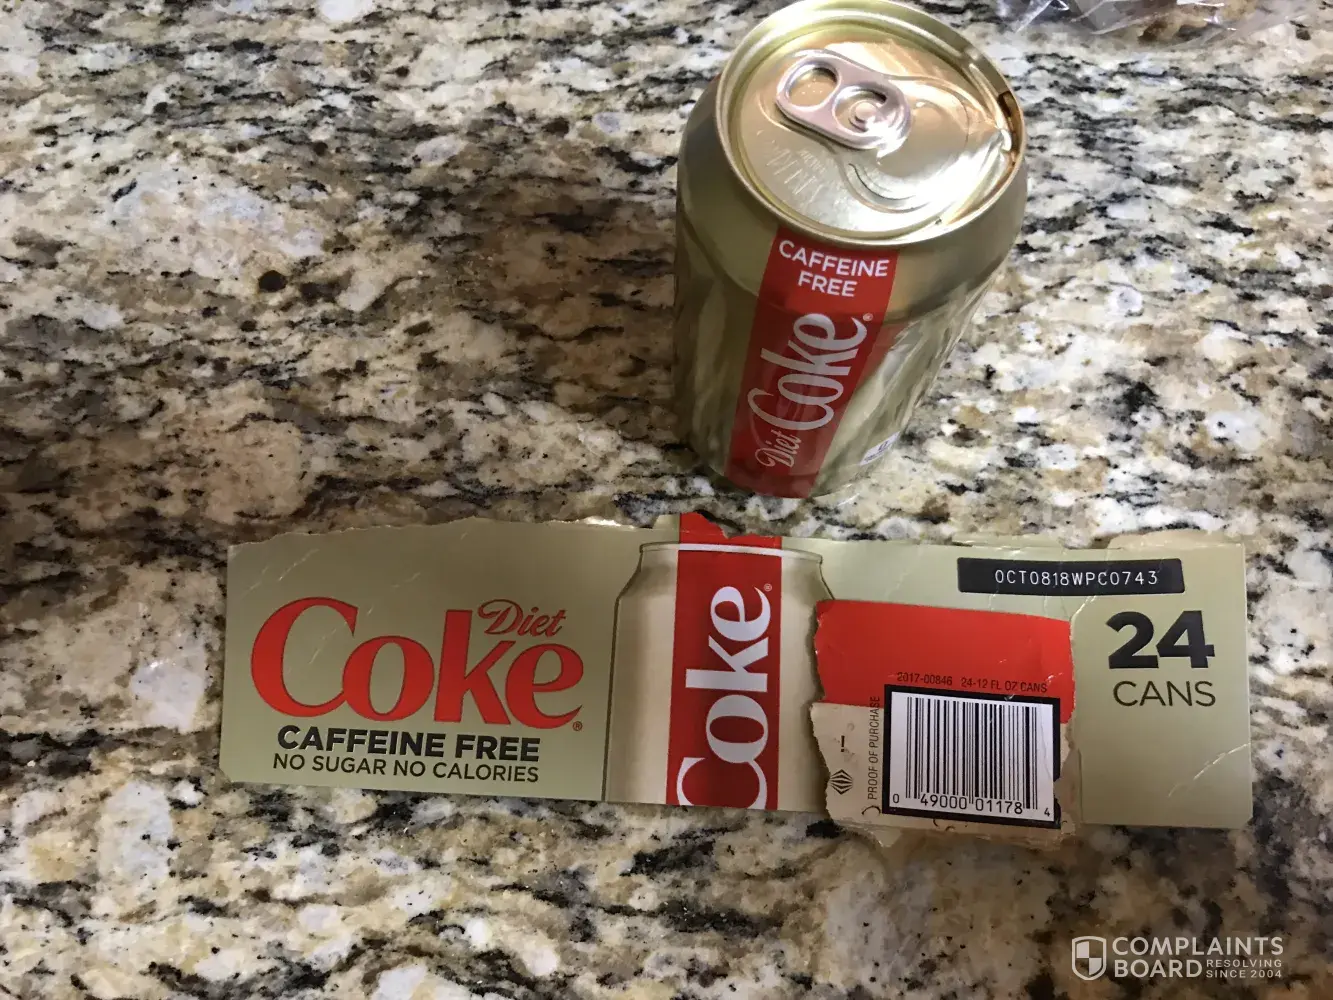 CAFFEINE
FREE
Diet Coke®
Diet
Coke®
CAFFEINE FREE
NO SUGAR NO CALORIES
Coke®
OCT0818WPC0743
24
CANS
2017-00846 24-12 FL OZ CANS
PROOF OF PURCHASE
0 49000 01178 4
COMPLAINTS
BOARD RESOLVING
SINCE 2004